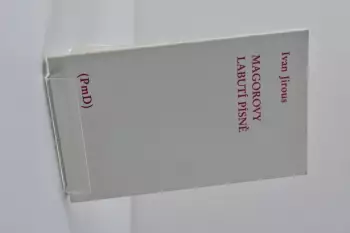 Ivan Jirous
MAGOROVY
LABUTÍ PÍSNĚ
(PmD)